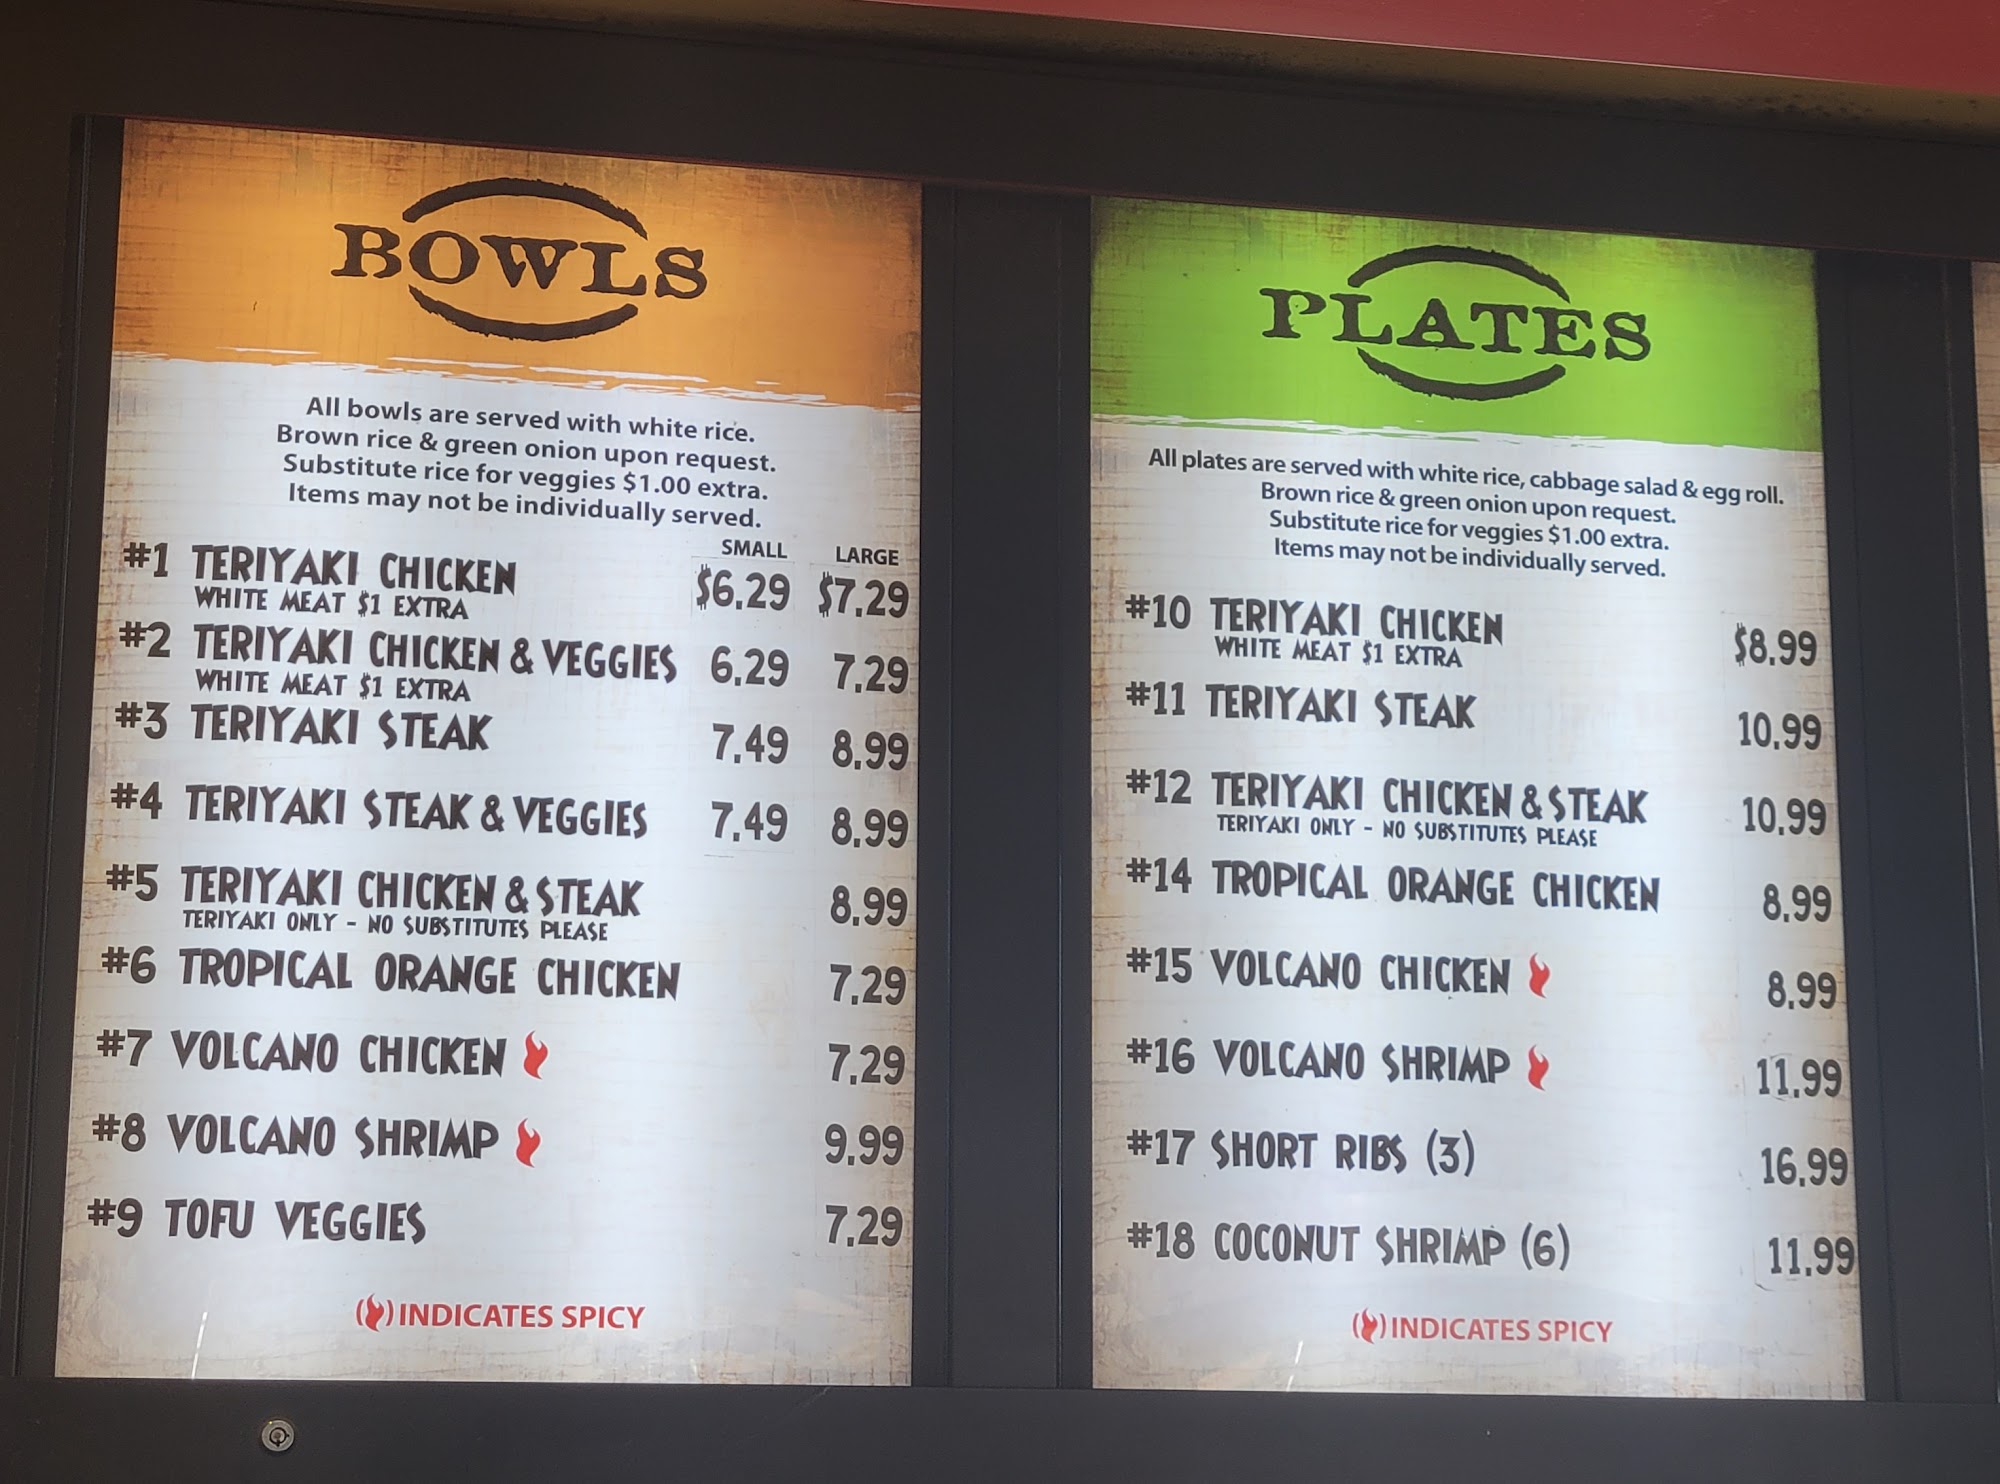 BOWLS
All bowls are served with white rice.
Brown rice & green onion upon request.
Substitute rice for veggies $1.00 extra.
Items may not be individually served.
SMALL LARGE
#1 TERIYAKI CHICKEN $6.29 $7.29
WHITE MEAT $1 EXTRA
#2 TERIYAKI CHICKEN & VEGGIES 6.29 7.29
WHITE MEAT $1 EXTRA
#3 TERIYAKI STEAK 7.49 8.99
#4 TERIYAKI STEAK & VEGGIES 7.49 8.99
#5 TERIYAKI CHICKEN & STEAK 8.99
TERIYAKI ONLY - NO SUBSTITUTES PLEASE
#6 TROPICAL ORANGE CHICKEN 7.29
#7 VOLCANO CHICKEN 7.29
#8 VOLCANO SHRIMP 9.99
#9 TOFU VEGGIES 7.29
( ) INDICATES SPICY
PLATES
All plates are served with white rice, cabbage salad & egg roll.
Brown rice & green onion upon request.
Substitute rice for veggies $1.00 extra.
Items may not be individually served.
#10 TERIYAKI CHICKEN $8.99
WHITE MEAT $1 EXTRA
#11 TERIYAKI STEAK 10.99
#12 TERIYAKI CHICKEN & STEAK 10.99
TERIYAKI ONLY - NO SUBSTITUTES PLEASE
#14 TROPICAL ORANGE CHICKEN 8.99
#15 VOLCANO CHICKEN 8.99
#16 VOLCANO SHRIMP 11.99
#17 SHORT RIBS (3) 16.99
#18 COCONUT SHRIMP (6) 11.99
( ) INDICATES SPICY